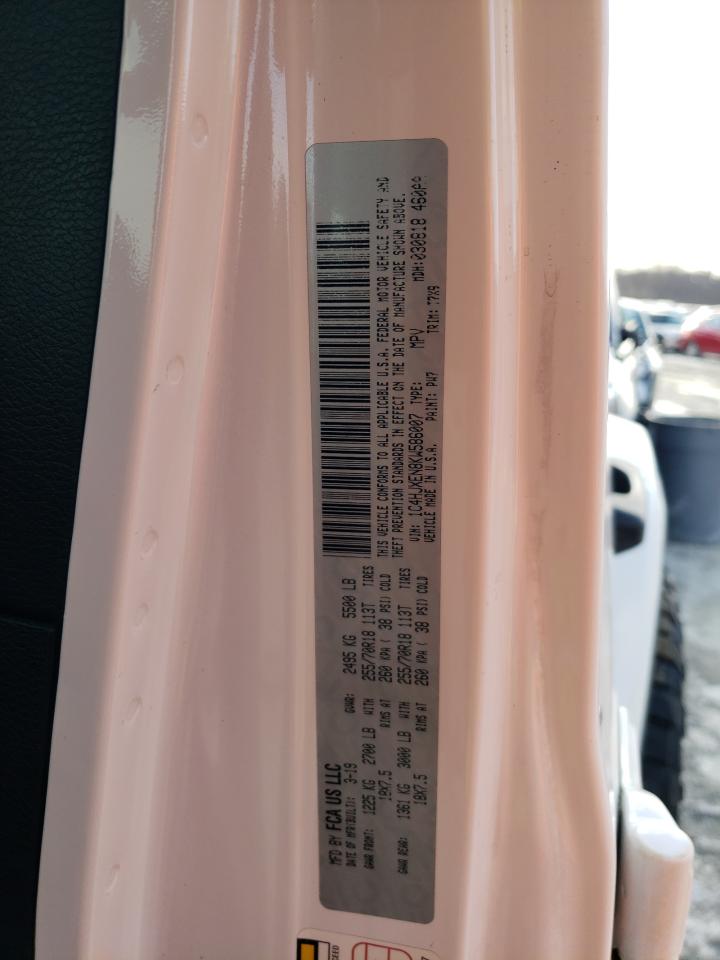 MFD BY FCA US LLC
DATE OF MFR(BUILT): 3-19 GVWR: 2495 KG 5500 LB
GAWR FRONT: 1225 KG 2700 LB WITH 255/70R18 113T TIRES
18X7.5 RIMS AT 260 KPA ( 38 PSI) COLD
GAWR REAR: 1361 KG 3000 LB WITH 255/70R18 113T TIRES
18X7.5 RIMS AT 260 KPA ( 38 PSI) COLD
THIS VEHICLE CONFORMS TO ALL APPLICABLE U.S.A. FEDERAL MOTOR VEHICLE SAFETY AND
THEFT PREVENTION STANDARDS IN EFFECT ON THE DATE OF MANUFACTURE SHOWN ABOVE.
VIN: 1C4HJXEN8KW586007 TYPE: MPV MDH:030818
VEHICLE MADE IN U.S.A. PAINT: PW7 TRIM: